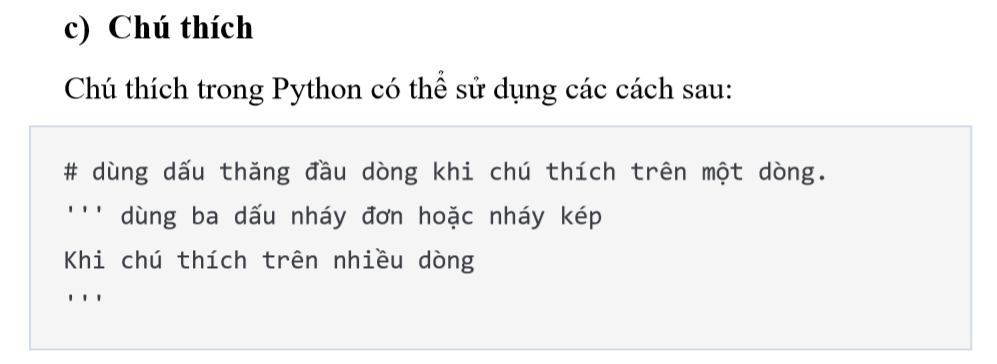 c) Chú thích
Chú thích trong Python có thể sử dụng các cách sau:
# dùng dấu thăng đầu dòng khi chú thích trên một dòng.
''' dùng ba dấu nháy đơn hoặc nháy kép
Khi chú thích trên nhiều dòng
'''